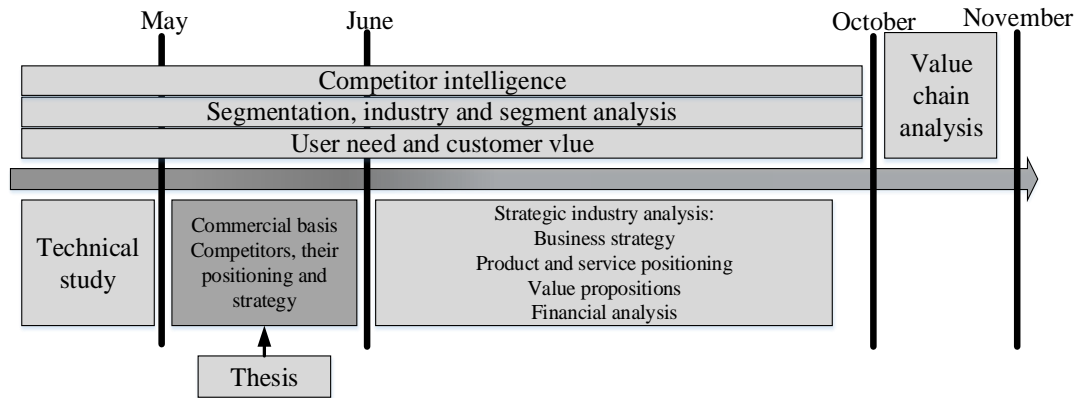 May
June
October
November
Competitor intelligence
Segmentation, industry and segment analysis
User need and customer vlue
Value
chain
analysis
Technical
study
Commercial basis
Competitors, their
positioning and
strategy
Strategic industry analysis:
Business strategy
Product and service positioning
Value propositions
Financial analysis
Thesis